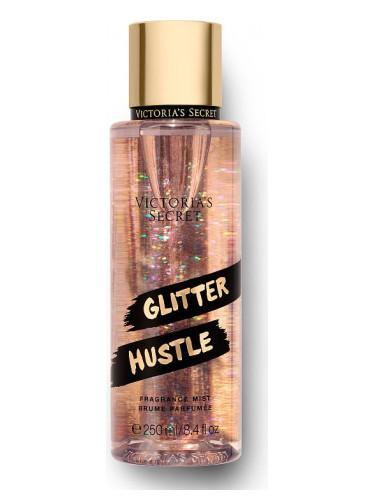 VICTORIA'S SECRET
VICTORIA'S
SECRET
GLITTER
HUSTLE
FRAGRANCE MIST
BRUME PARFUMÉE
℮250 ml/8.4 fl oz